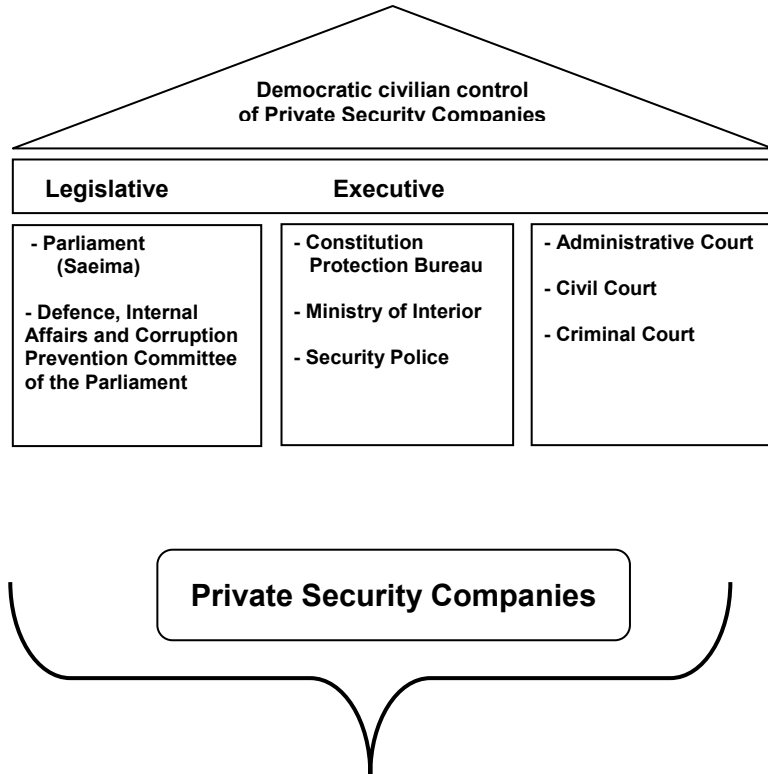 Democratic civilian control
of Private Security Companies
Legislative Executive
- Parliament
(Saeima)
- Defence, Internal
Affairs and Corruption
Prevention Committee
of the Parliament
- Constitution
Protection Bureau
- Ministry of Interior
- Security Police
- Administrative Court
- Civil Court
- Criminal Court
Private Security Companies